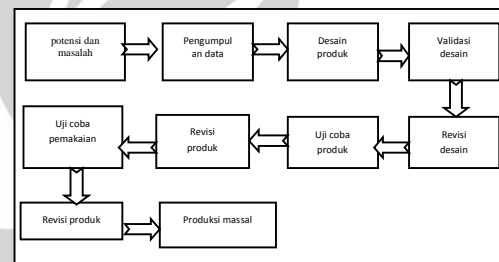 potensi dan
masalah
Pengumpul
an data
Desain
produk
Validasi
desain
Uji coba
pemakaian
Revisi
produk
Uji coba
produk
Revisi
desain
Revisi produk
Produksi massal